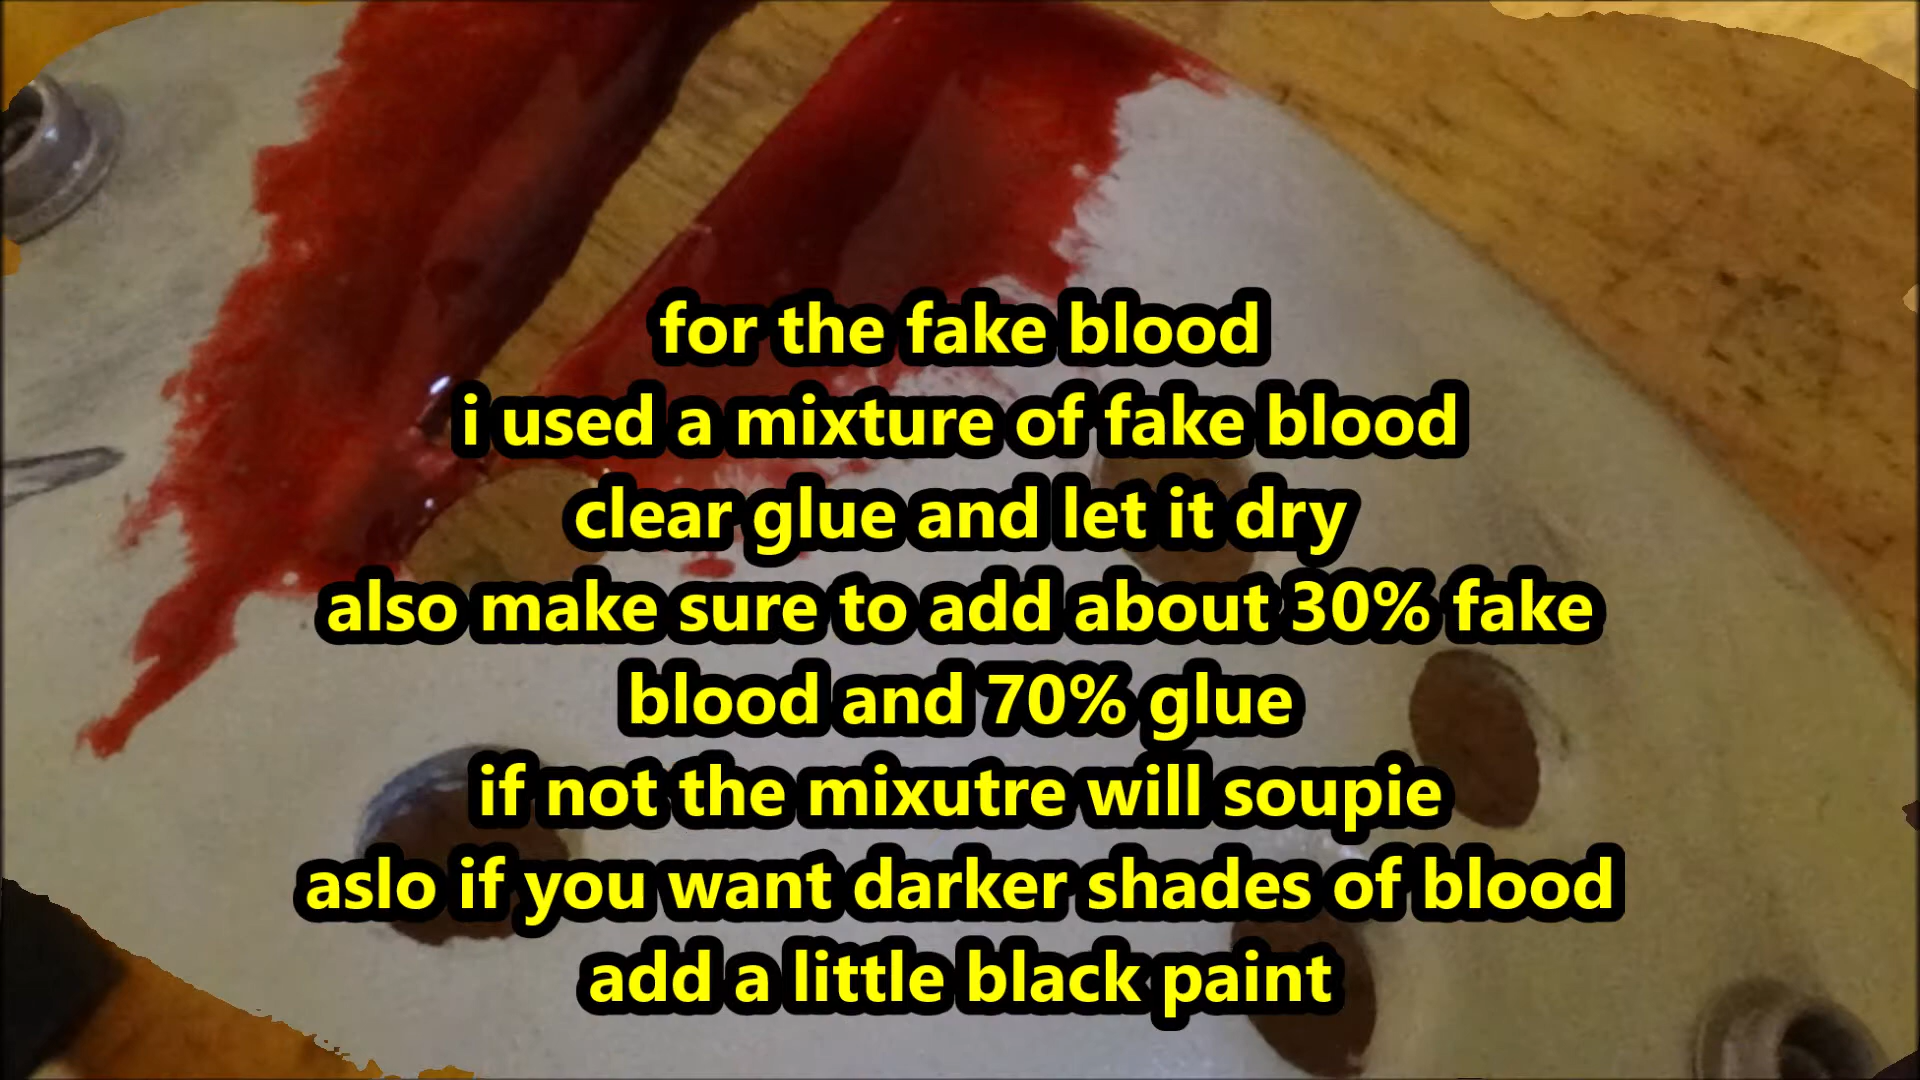 for the fake blood
i used a mixture of fake blood
clear glue and let it dry
also make sure to add about 30% fake
blood and 70% glue
if not the mixutre will soupie
aslo if you want darker shades of blood
add a little black paint